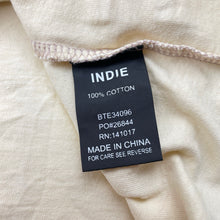 INDIE
100% COTTON
BTE34096
PO#26844
RN:141017
MADE IN CHINA
FOR CARE SEE REVERSE